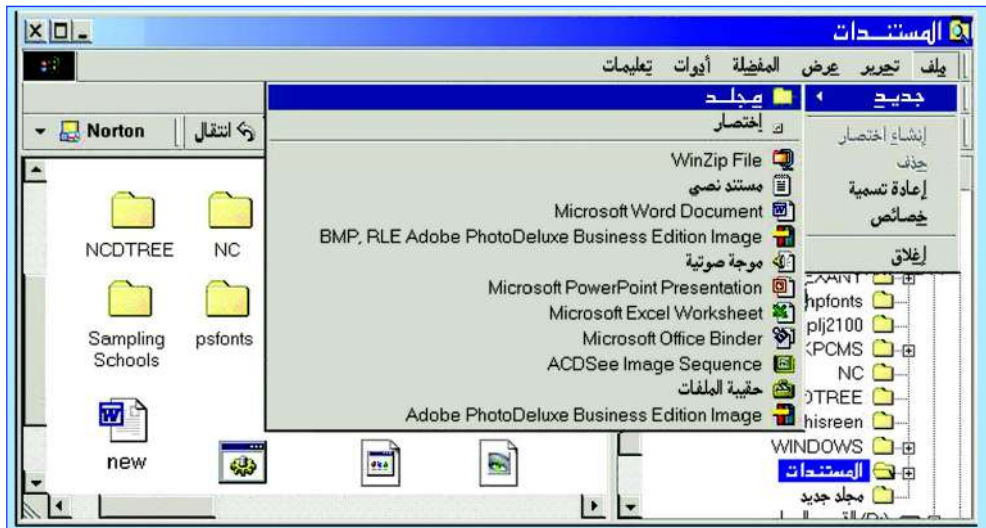 المستنــدات
ملف تحرير عرض المفضلة أدوات تعليمات
جديد
إنشاء اختصار
حذف
إعادة تسمية
خصائص
إغلاق
مجلد
إختصار
WinZip File
مستند نصي
Microsoft Word Document
BMP, RLE Adobe PhotoDeluxe Business Edition Image
موجة صوتية
Microsoft PowerPoint Presentation
Microsoft Excel Worksheet
Microsoft Office Binder
ACDSee Image Sequence
حقيبة الملفات
Adobe PhotoDeluxe Business Edition Image
انتقال
Norton
hpfonts
plj2100
NC
WINDOWS
المستندات
مجلد جديد
NC
NCDTREE
psfonts
Sampling
Schools
new